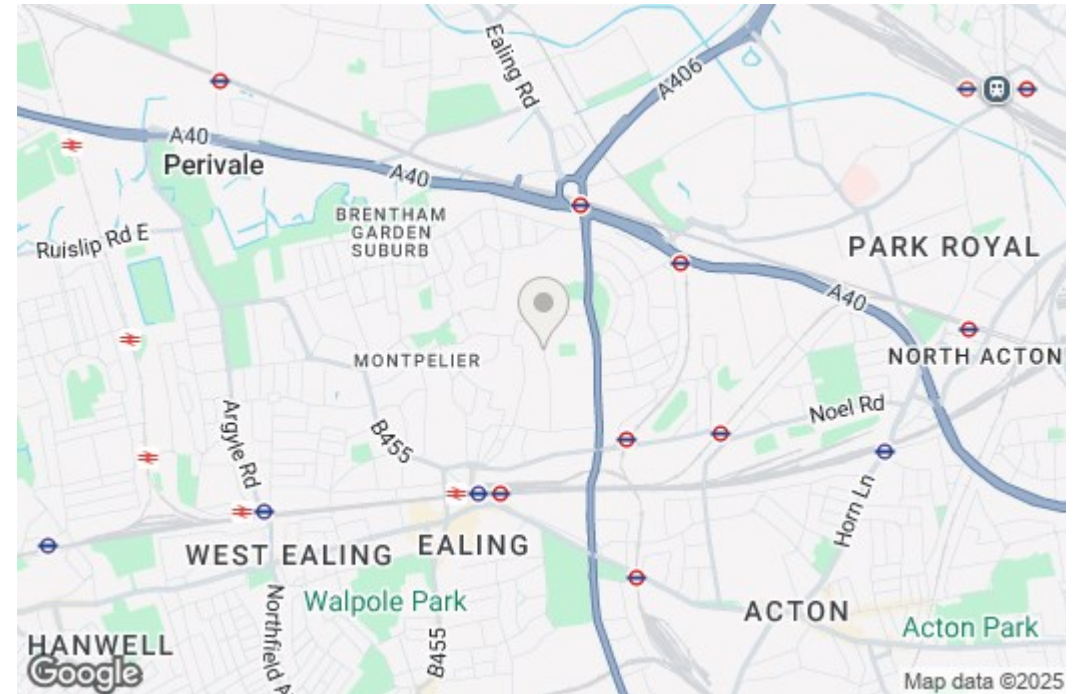 Ealing Rd
A406
A40
Perivale
A40
BRENTHAM
GARDEN
SUBURB
Ruislip Rd E
PARK ROYAL
A40
MONTPELIER
NORTH ACTON
Argyle Rd
B455
Noel Rd
Horn Ln
WEST EALING
EALING
Walpole Park
Northfield A
B455
ACTON
Acton Park
HANWELL
Google
Map data ©2025